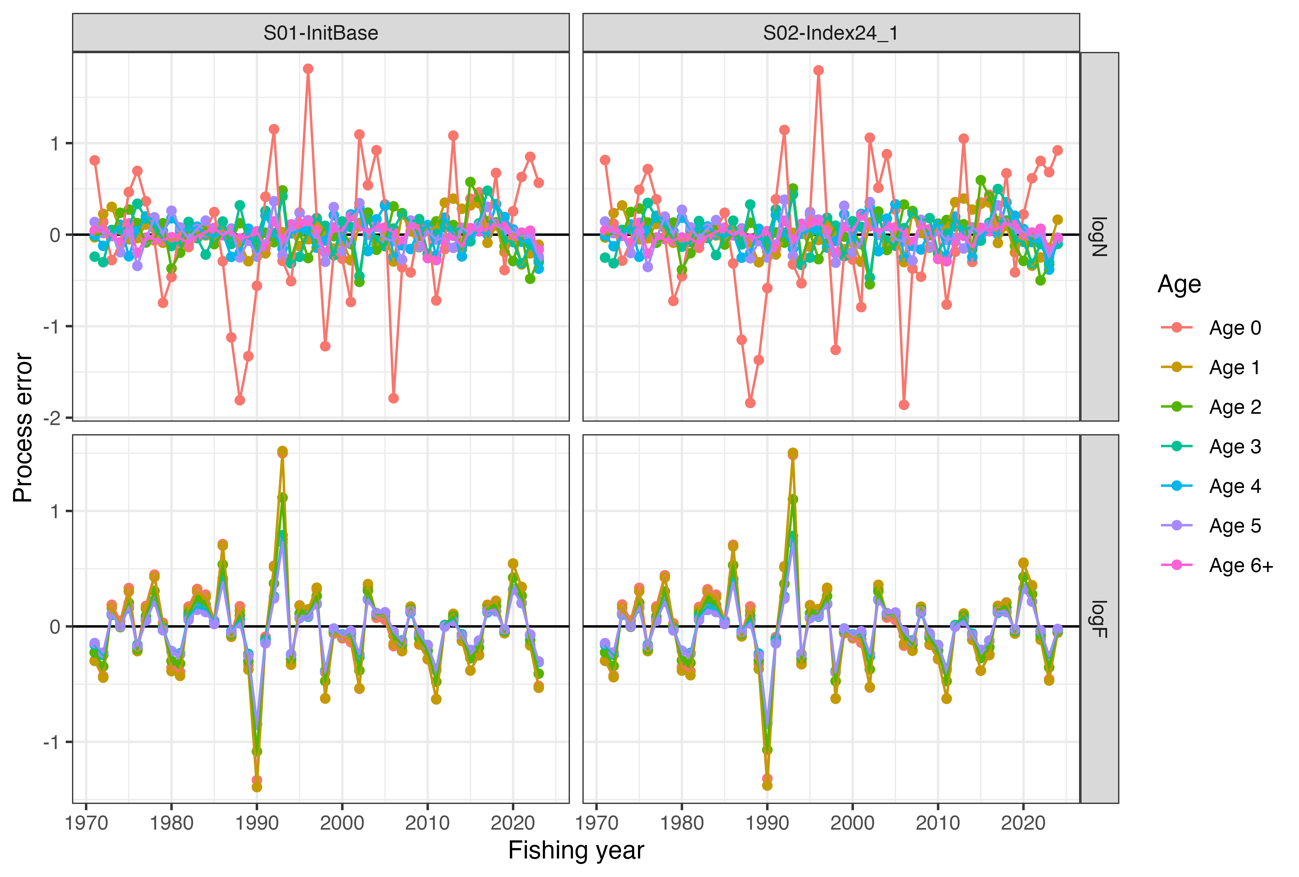 S01-InitBase
S02-Index24_1
1
0
-1
-2
logN
1
0
-1
logF
Process error
1970
1980
1990
2000
2010
2020
1970
1980
1990
2000
2010
2020
Fishing year
Age
Age 0
Age 1
Age 2
Age 3
Age 4
Age 5
Age 6+